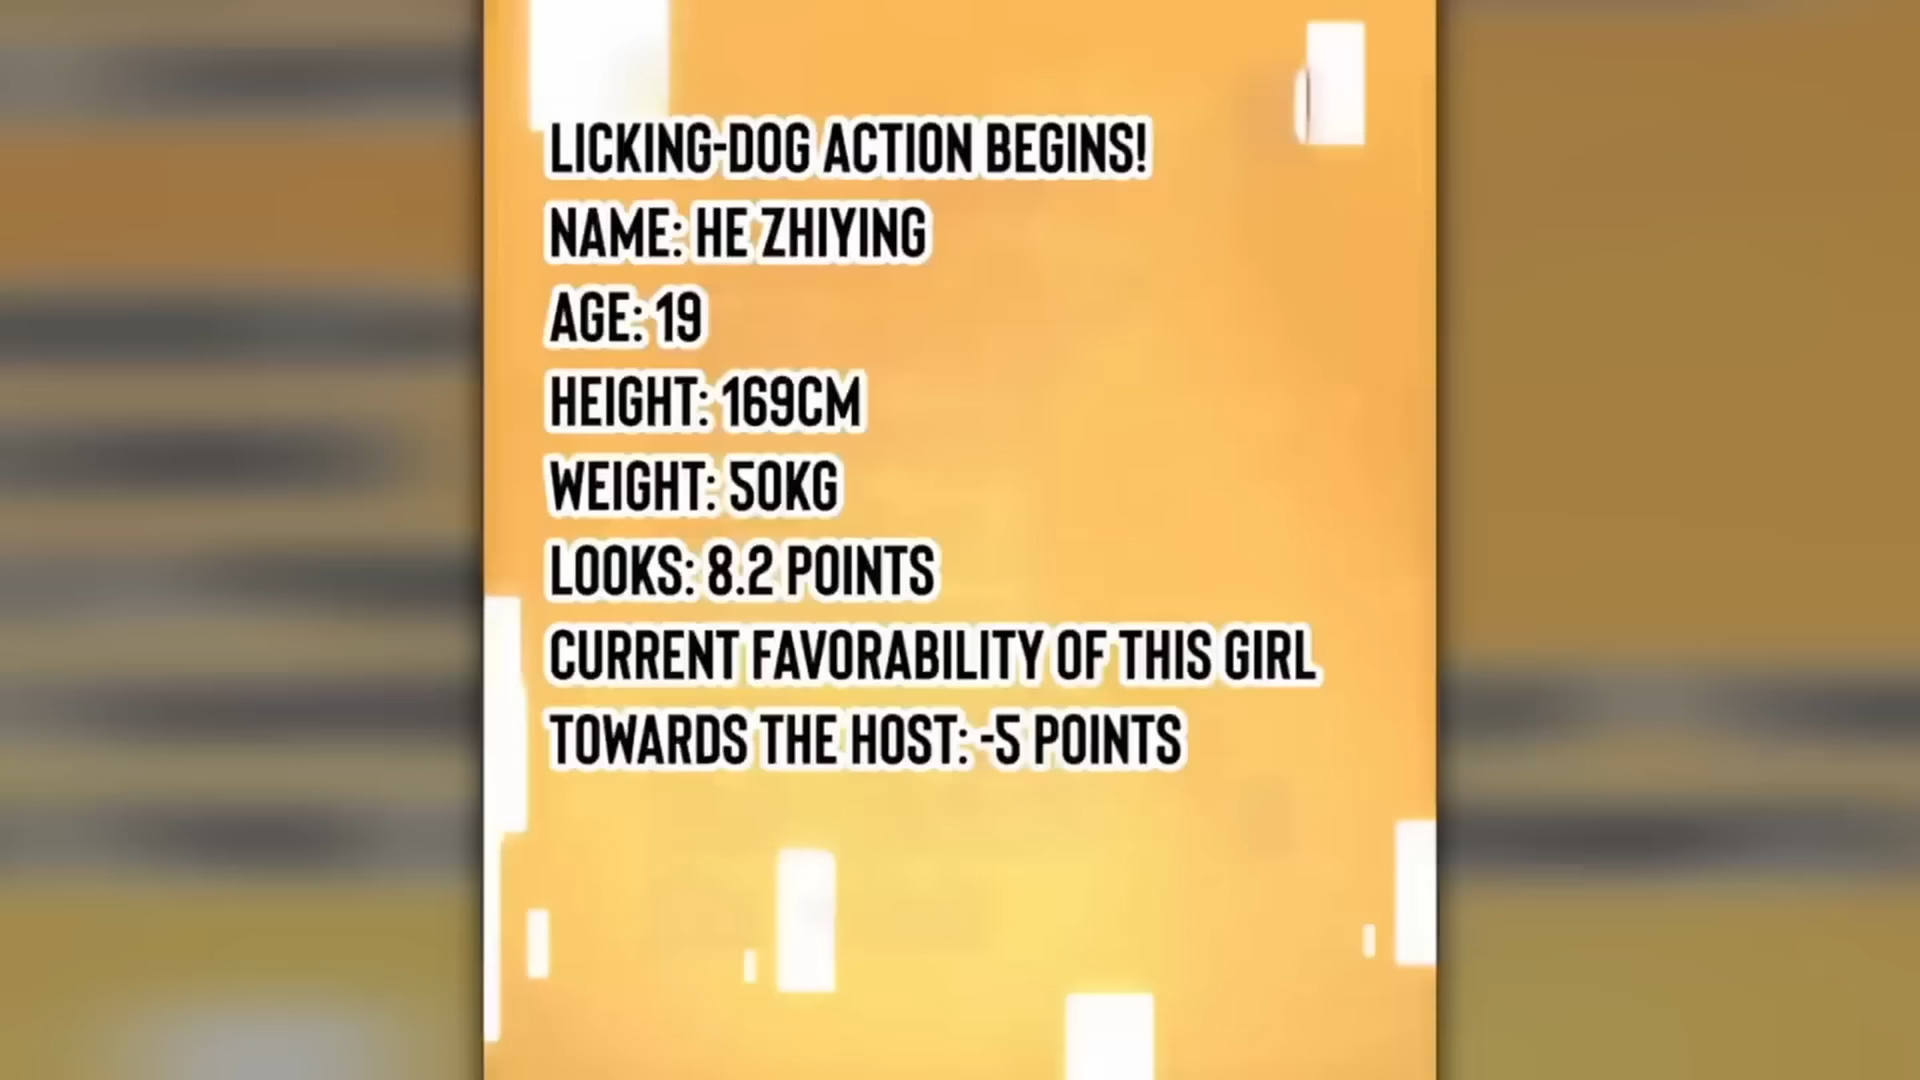 LICKING-DOG ACTION BEGINS!
NAME: HE ZHIYING
AGE: 19
HEIGHT: 169CM
WEIGHT: 50KG
LOOKS: 8.2 POINTS
CURRENT FAVORABILITY OF THIS GIRL
TOWARDS THE HOST: -5 POINTS